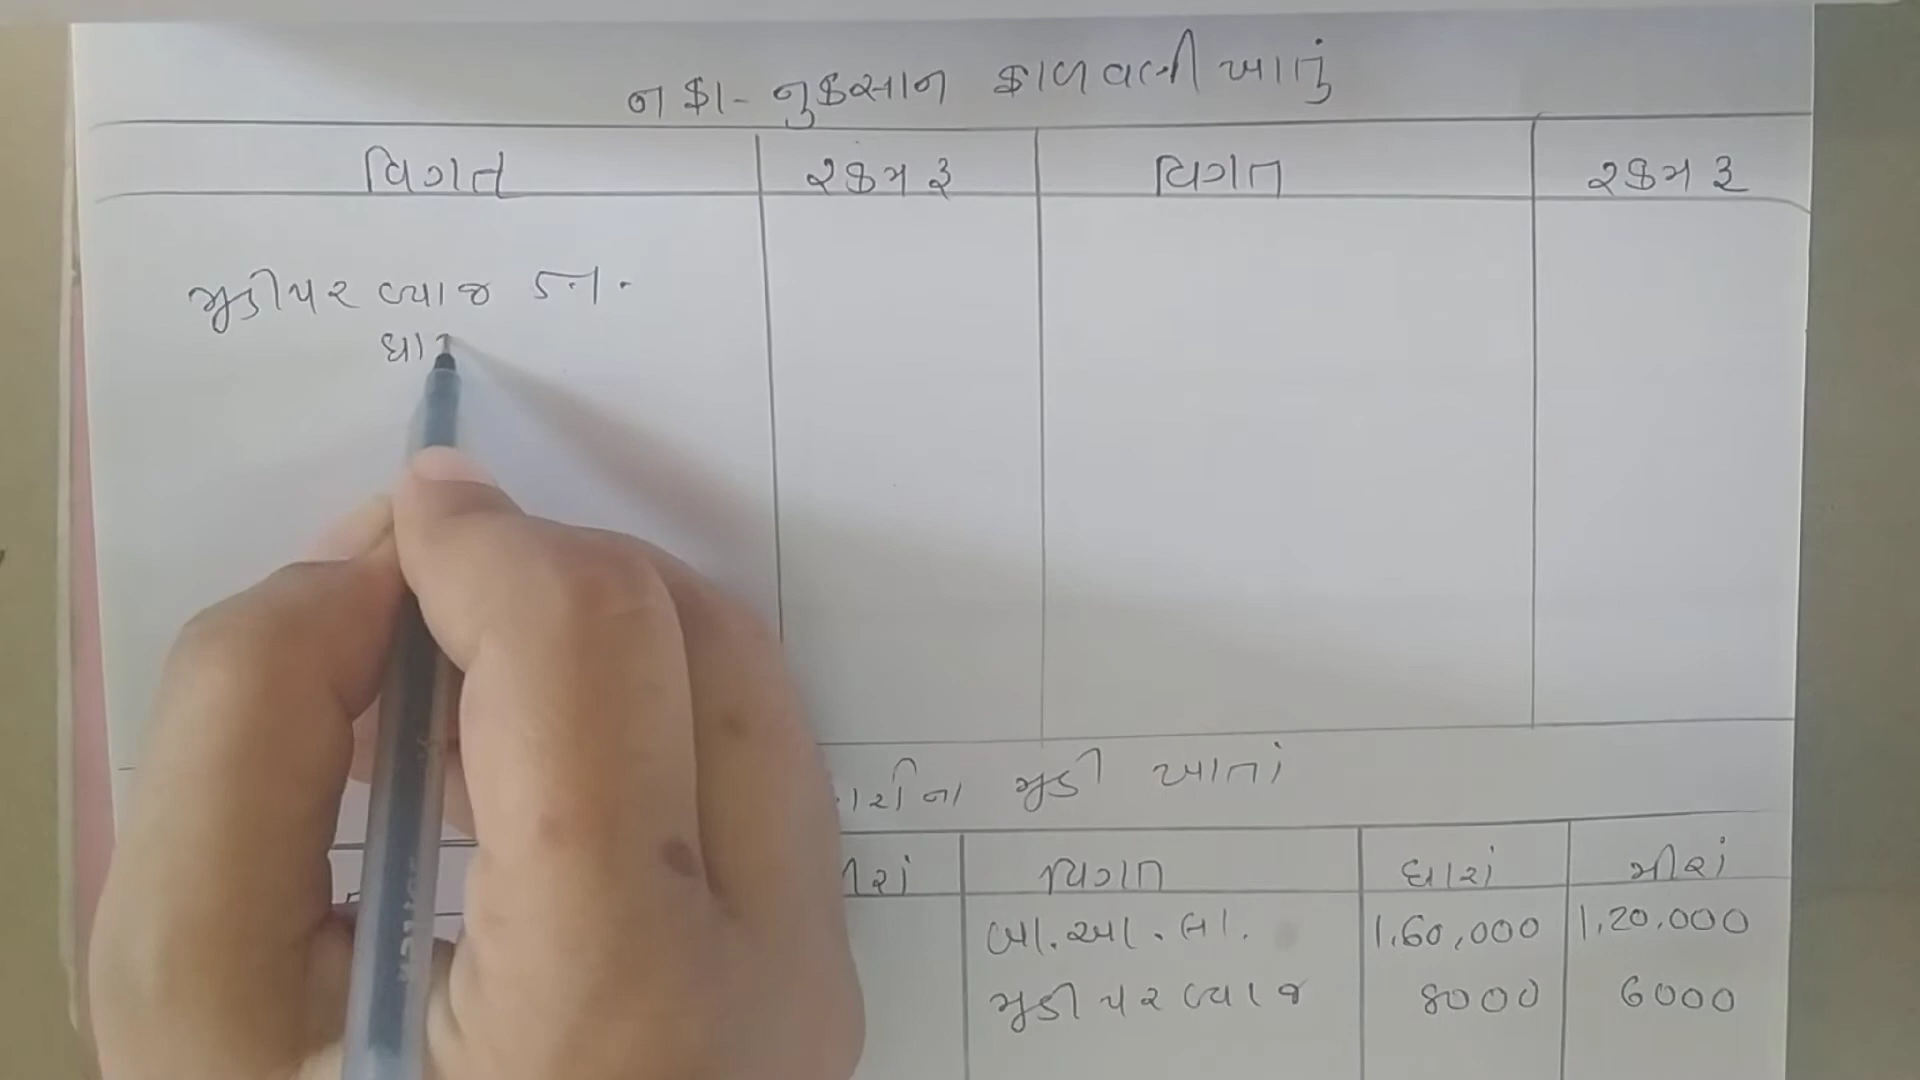 નફા-નુકસાન ફાળવણી ખાતું
વિગત રકમ રૂ વિગત રકમ રૂ
મૂડી પર વ્યાજ
ધા
મૂડી ખાતાં
વિગત ધારાં મીરાં
બા.આ.લા. 1,60,000 1,20,000
મૂડી પર વ્યાજ 8000 6000